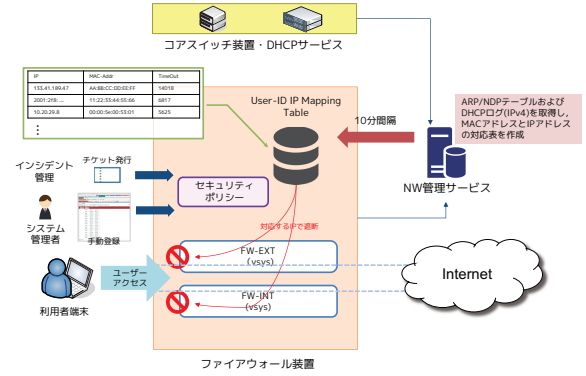 コアスイッチ装置・DHCPサービス
IP MAC-Addr TimeOut
133.41.189.47 AA:BB:CC:DD:EE:FF 14018
2001:2f8:... 11:22:33:44:55:66 6817
10.20.29.8 00:00:5e:00:53:01 5625
⋮
User-ID IP Mapping
Table
10分間隔
ARP/NDPテーブルおよび
DHCPログ(IPv4)を取得し、
MACアドレスとIPアドレス
の対応表を作成
NW管理サービス
インシデント
管理
チケット発行
セキュリティ
ポリシー
システム
管理者
手動登録
対応するIPで遮断
FW-EXT
(vsys)
ユーザー
アクセス
利用者端末
FW-INT
(vsys)
Internet
ファイアウォール装置